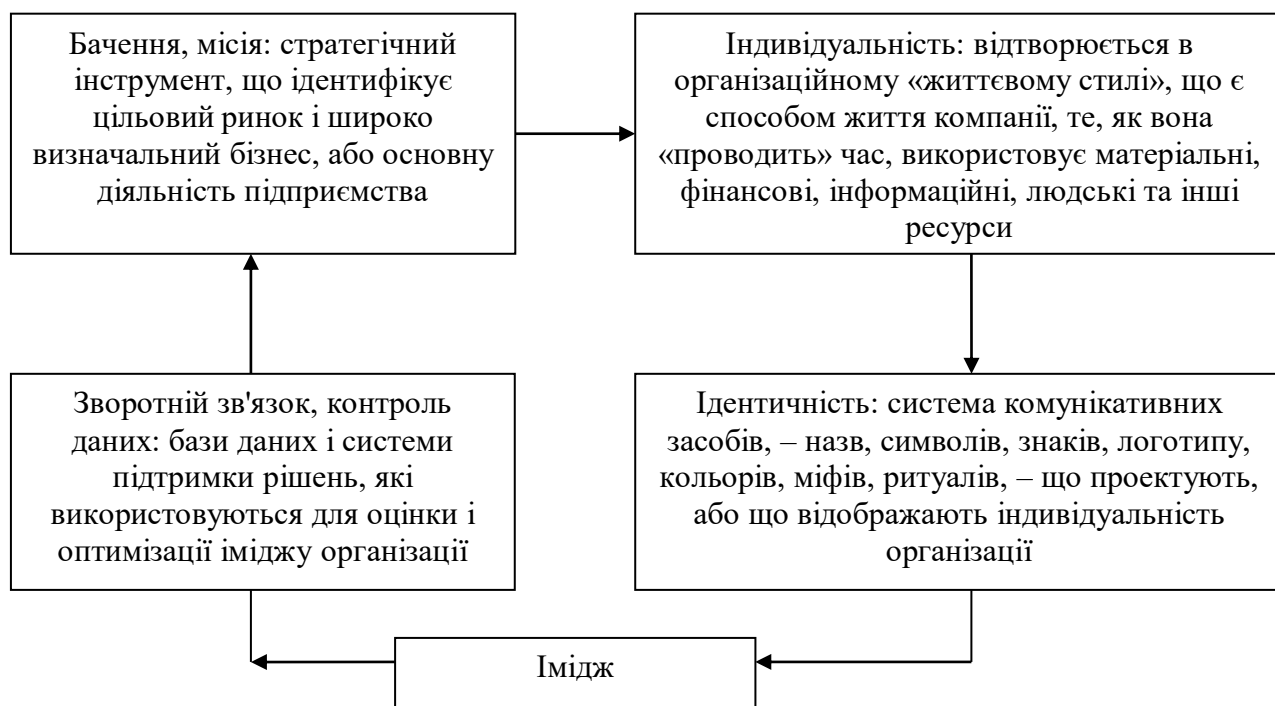 Бачення, місія: стратегічний
інструмент, що ідентифікує
цільовий ринок і широко
визначальний бізнес, або основну
діяльність підприємства
Індивідуальність: відтворюється в
організаційному «життєвому стилі», що є
способом життя компанії, те, як вона
«проводить» час, використовує матеріальні,
фінансові, інформаційні, людські та інші
ресурси
Зворотній зв'язок, контроль
даних: бази даних і системи
підтримки рішень, які
використовуються для оцінки і
оптимізації іміджу організації
Ідентичність: система комунікативних
засобів, – назв, символів, знаків, логотипу,
кольорів, міфів, ритуалів, – що проектують,
або що відображають індивідуальність
організації
Імідж